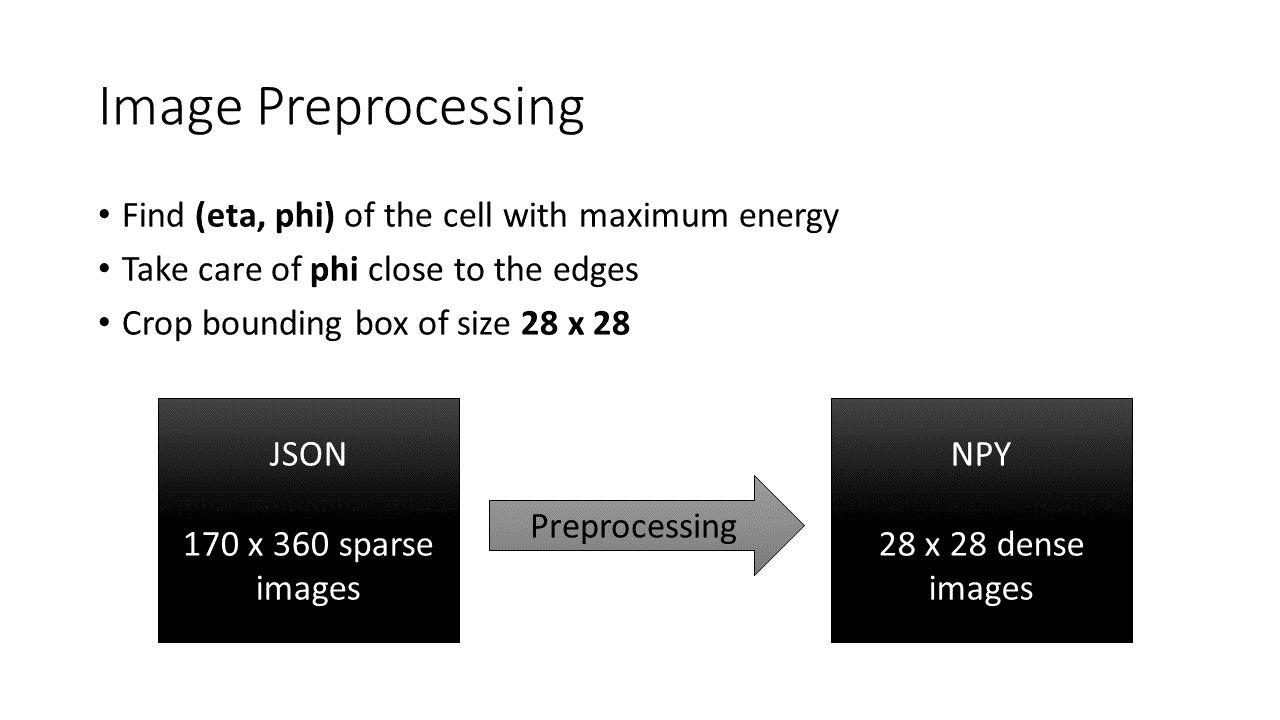 Image Preprocessing
• Find (eta, phi) of the cell with maximum energy
• Take care of phi close to the edges
• Crop bounding box of size 28 x 28
JSON
170 x 360 sparse
images
Preprocessing
NPY
28 x 28 dense
images